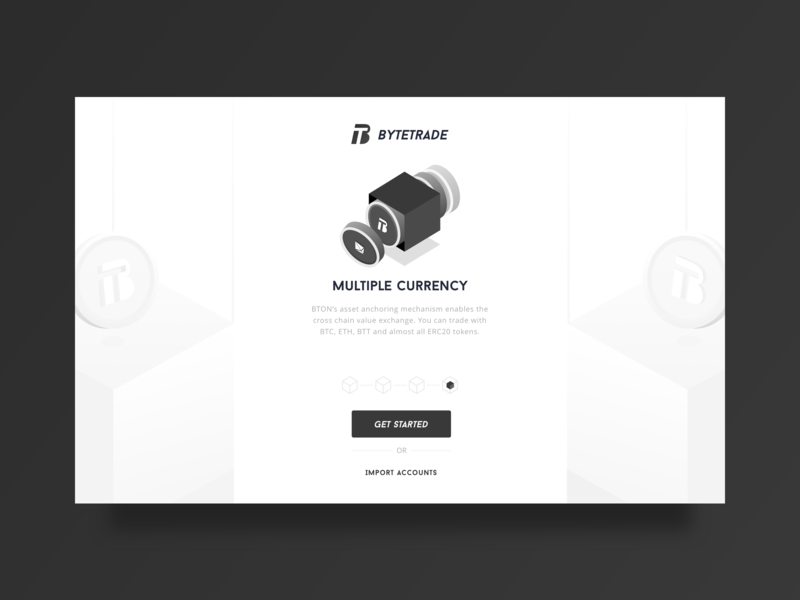 BYTETRADE
MULTIPLE CURRENCY
BTON's asset anchoring mechanism enables the
cross chain value exchange. You can trade with
BTC, ETH, BTT and almost all ERC20 tokens.
GET STARTED
OR
IMPORT ACCOUNTS